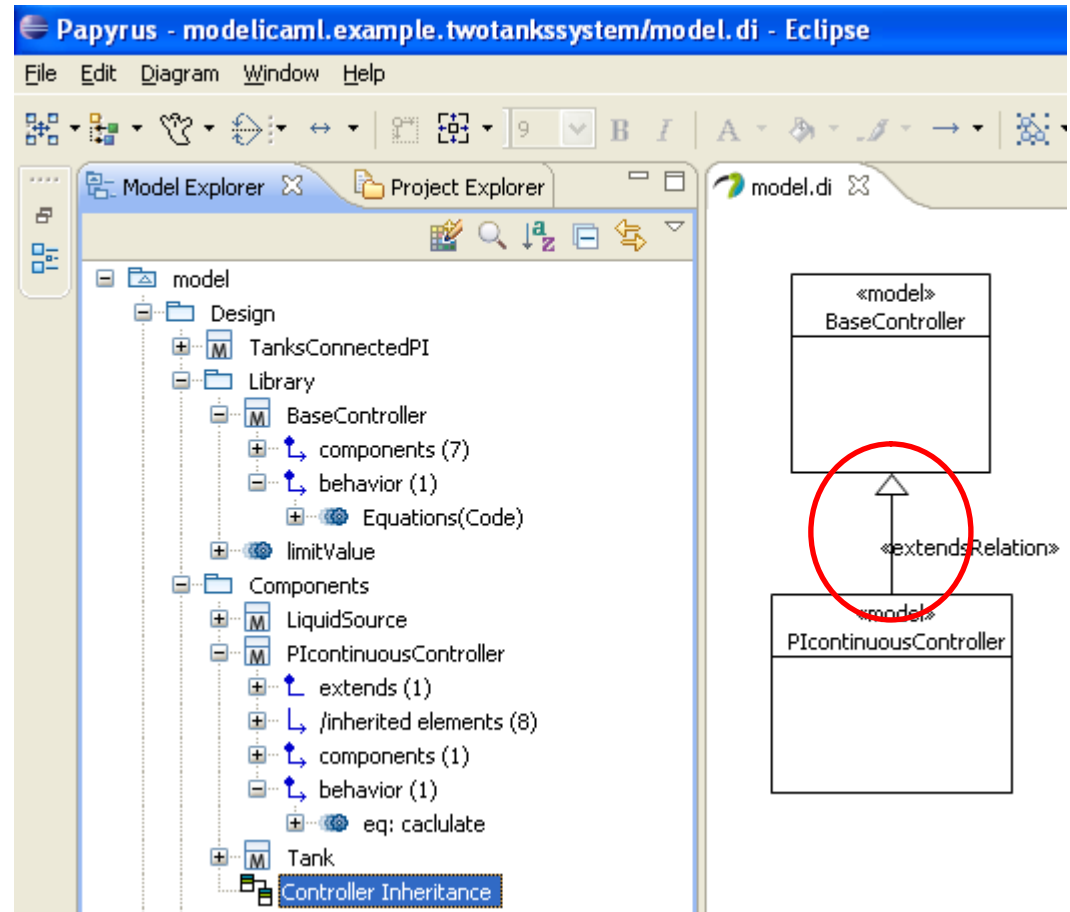 Papyrus - modelicaml.example.twotankssystem/model.di - Eclipse
File Edit Diagram Window Help
9 B I A
Model Explorer Project Explorer
model.di
a z
model
Design
M TanksConnectedPI
Library
M BaseController
components (7)
behavior (1)
Equations(Code)
limitValue
Components
M LiquidSource
M PIcontinuousController
extends (1)
/inherited elements (8)
components (1)
behavior (1)
eq: caclulate
M Tank
Controller Inheritance
«model»
BaseController
«extendsRelation»
«model»
PIcontinuousController